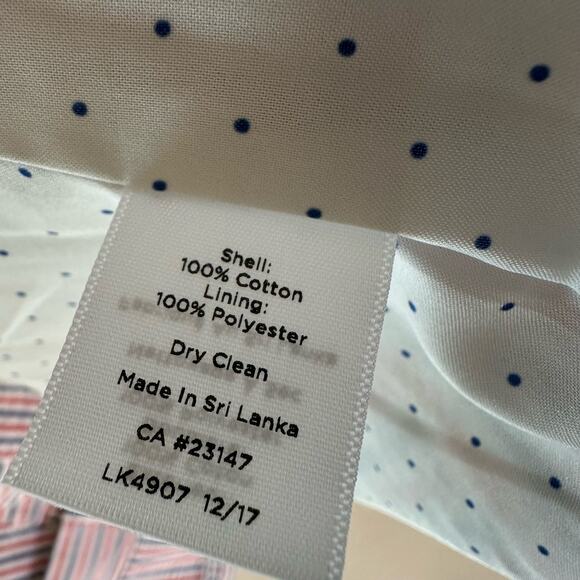 Shell:
100% Cotton
Lining:
100% Polyester
Dry Clean
Made In Sri Lanka
CA #23147
LK4907 12/17